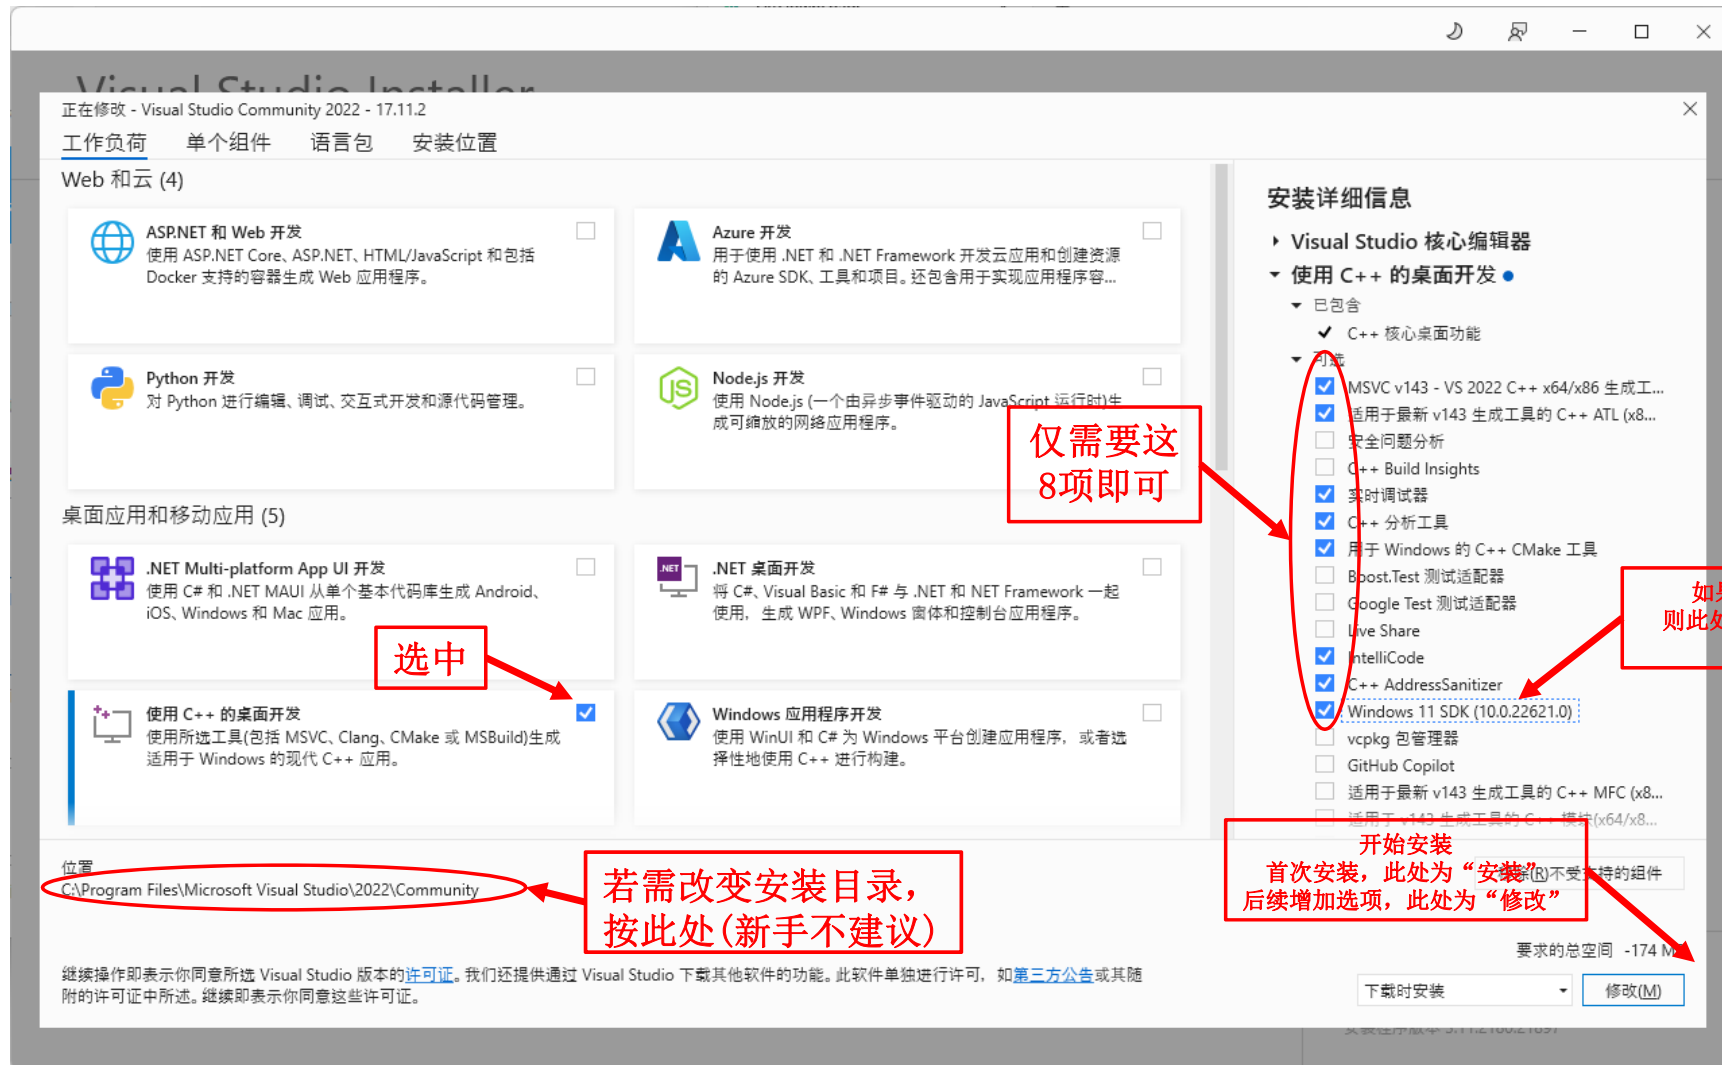 Visual Studio Installer
正在修改 - Visual Studio Community 2022 - 17.11.2
工作负荷 单个组件 语言包 安装位置
Web 和云 (4)
ASP.NET 和 Web 开发
使用 ASP.NET Core、ASP.NET、HTML/JavaScript 和包括
Docker 支持的容器生成 Web 应用程序。
Azure 开发
用于使用 .NET 和 .NET Framework 开发云应用和创建资源
的 Azure SDK、工具和项目。还包含用于实现应用程序容...
Python 开发
对 Python 进行编辑、调试、交互式开发和源代码管理。
Node.js 开发
使用 Node.js (一个由异步事件驱动的 JavaScript 运行时)生
成可缩放的网络应用程序。
仅需要这
8项即可
桌面应用和移动应用 (5)
.NET Multi-platform App UI 开发
使用 C# 和 .NET MAUI 从单个基本代码库生成 Android、
iOS、Windows 和 Mac 应用。
.NET
.NET 桌面开发
将 C#、Visual Basic 和 F# 与 .NET 和 NET Framework 一起
使用，生成 WPF、Windows 窗体和控制台应用程序。
选中
使用 C++ 的桌面开发
使用所选工具(包括 MSVC、Clang、CMake 或 MSBuild)生成
适用于 Windows 的现代 C++ 应用。
Windows 应用程序开发
使用 WinUI 和 C# 为 Windows 平台创建应用程序，或者选
择性地使用 C++ 进行构建。
安装详细信息
Visual Studio 核心编辑器
使用 C++ 的桌面开发
已包含
C++ 核心桌面功能
可选
MSVC v143 - VS 2022 C++ x64/x86 生成工...
适用于最新 v143 生成工具的 C++ ATL (x8...
安全问题分析
C++ Build Insights
实时调试器
C++ 分析工具
用于 Windows 的 C++ CMake 工具
Boost.Test 测试适配器
Google Test 测试适配器
Live Share
IntelliCode
C++ AddressSanitizer
Windows 11 SDK (10.0.22621.0)
vcpkg 包管理器
GitHub Copilot
适用于最新 v143 生成工具的 C++ MFC (x8...
适用于 v143 生成工具的 C++ 模块(x64/x8...
则此处
位置
C:\Program Files\Microsoft Visual Studio\2022\Community
若需改变安装目录，
按此处(新手不建议)
开始安装
首次安装，此处为“安装”
后续增加选项，此处为“修改”
(R)不受支持的组件
要求的总空间 -174 M
继续操作即表示你同意所选 Visual Studio 版本的许可证。我们还提供通过 Visual Studio 下载其他软件的功能。此软件单独进行许可，如第三方公告或其随
附的许可证中所述。继续即表示你同意这些许可证。
下载时安装
修改(M)